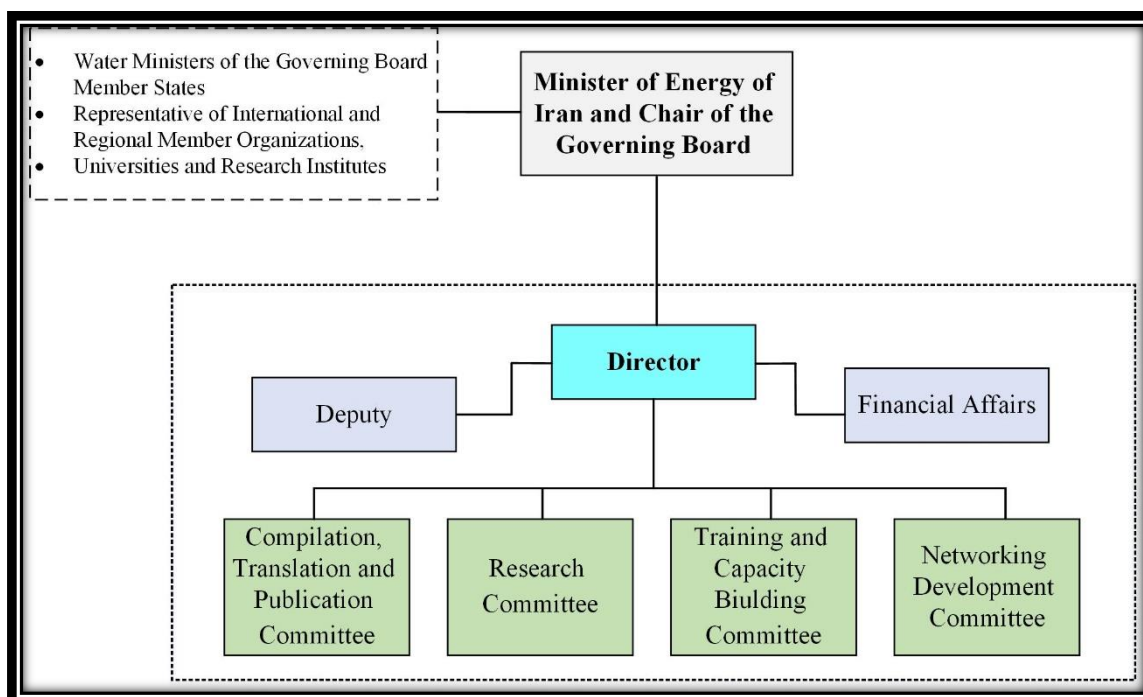 • Water Ministers of the Governing Board
Member States
• Representative of International and
Regional Member Organizations,
• Universities and Research Institutes
Minister of Energy of
Iran and Chair of the
Governing Board
Director
Deputy
Financial Affairs
Compilation,
Translation and
Publication
Committee
Research
Committee
Training and
Capacity
Biulding
Committee
Networking
Development
Committee